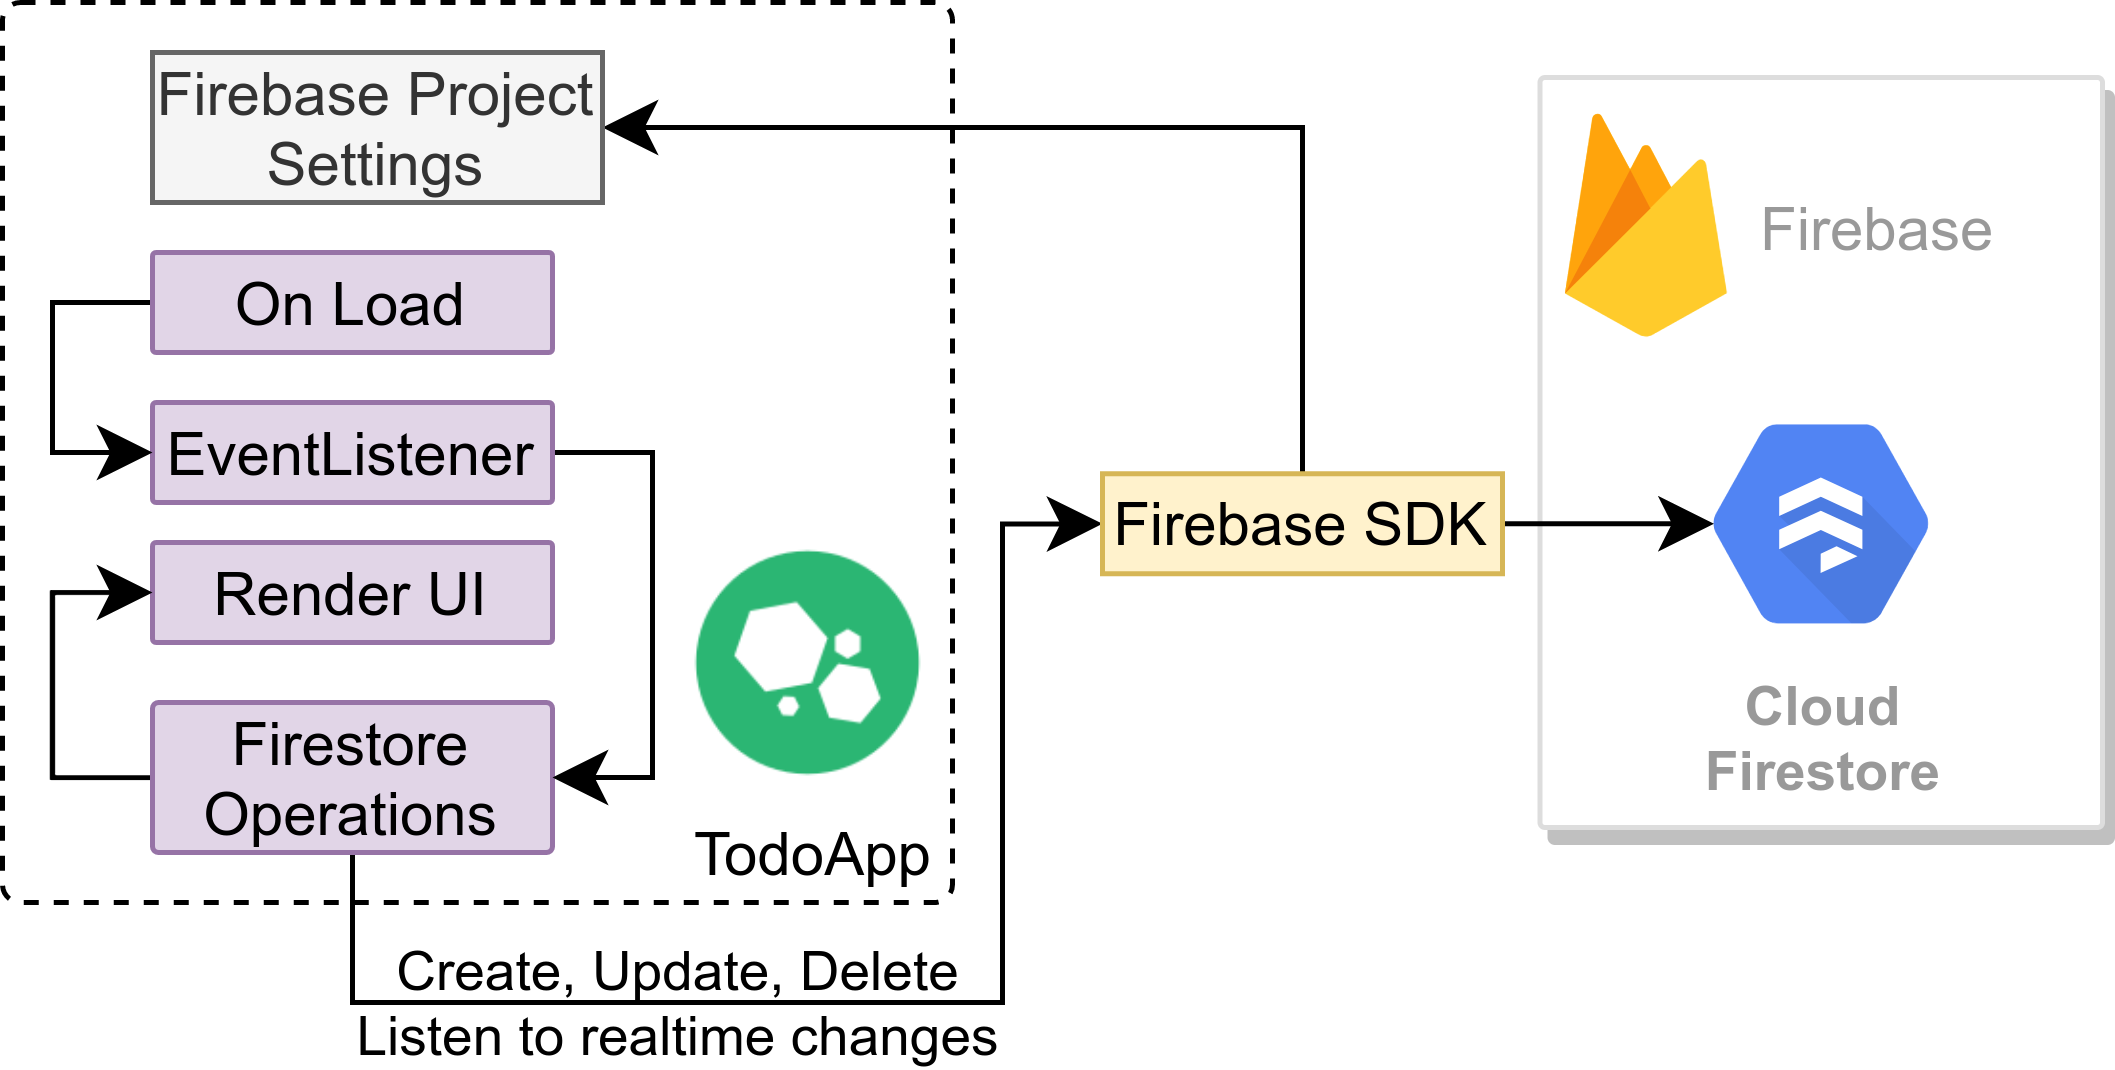 Firebase Project
Settings
On Load
EventListener
Render UI
Firestore
Operations
TodoApp
Create, Update, Delete
Listen to realtime changes
Firebase SDK
Firebase
Cloud
Firestore